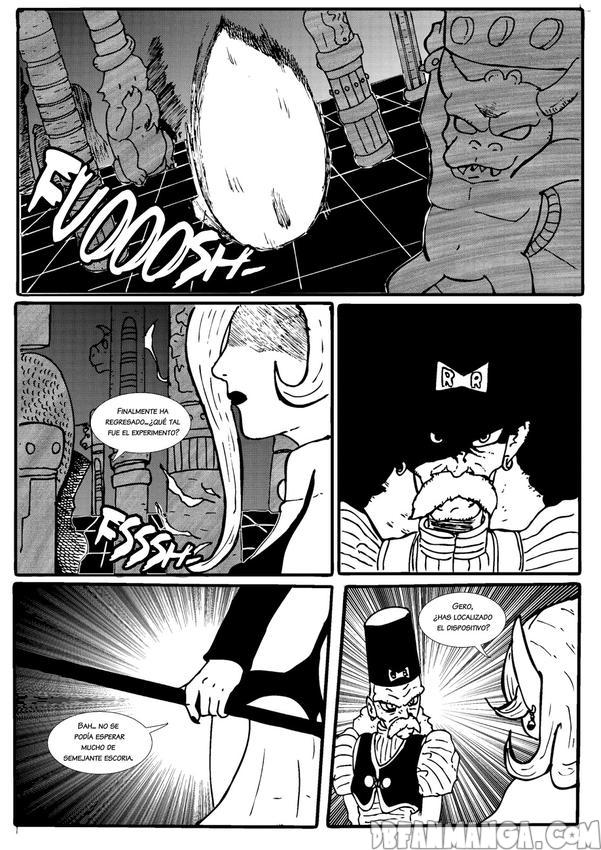 FUOOOSH-
FINALMENTE HA
REGRESADO...¿QUÉ TAL
FUE EL EXPERIMENTO?
FSSSH-
R R
BAH... NO SE
PODÍA ESPERAR
MUCHO DE
SEMEJANTE ESCORIA.
GERO,
¿HAS LOCALIZADO
EL DISPOSITIVO?
DBFANMANGA.COM